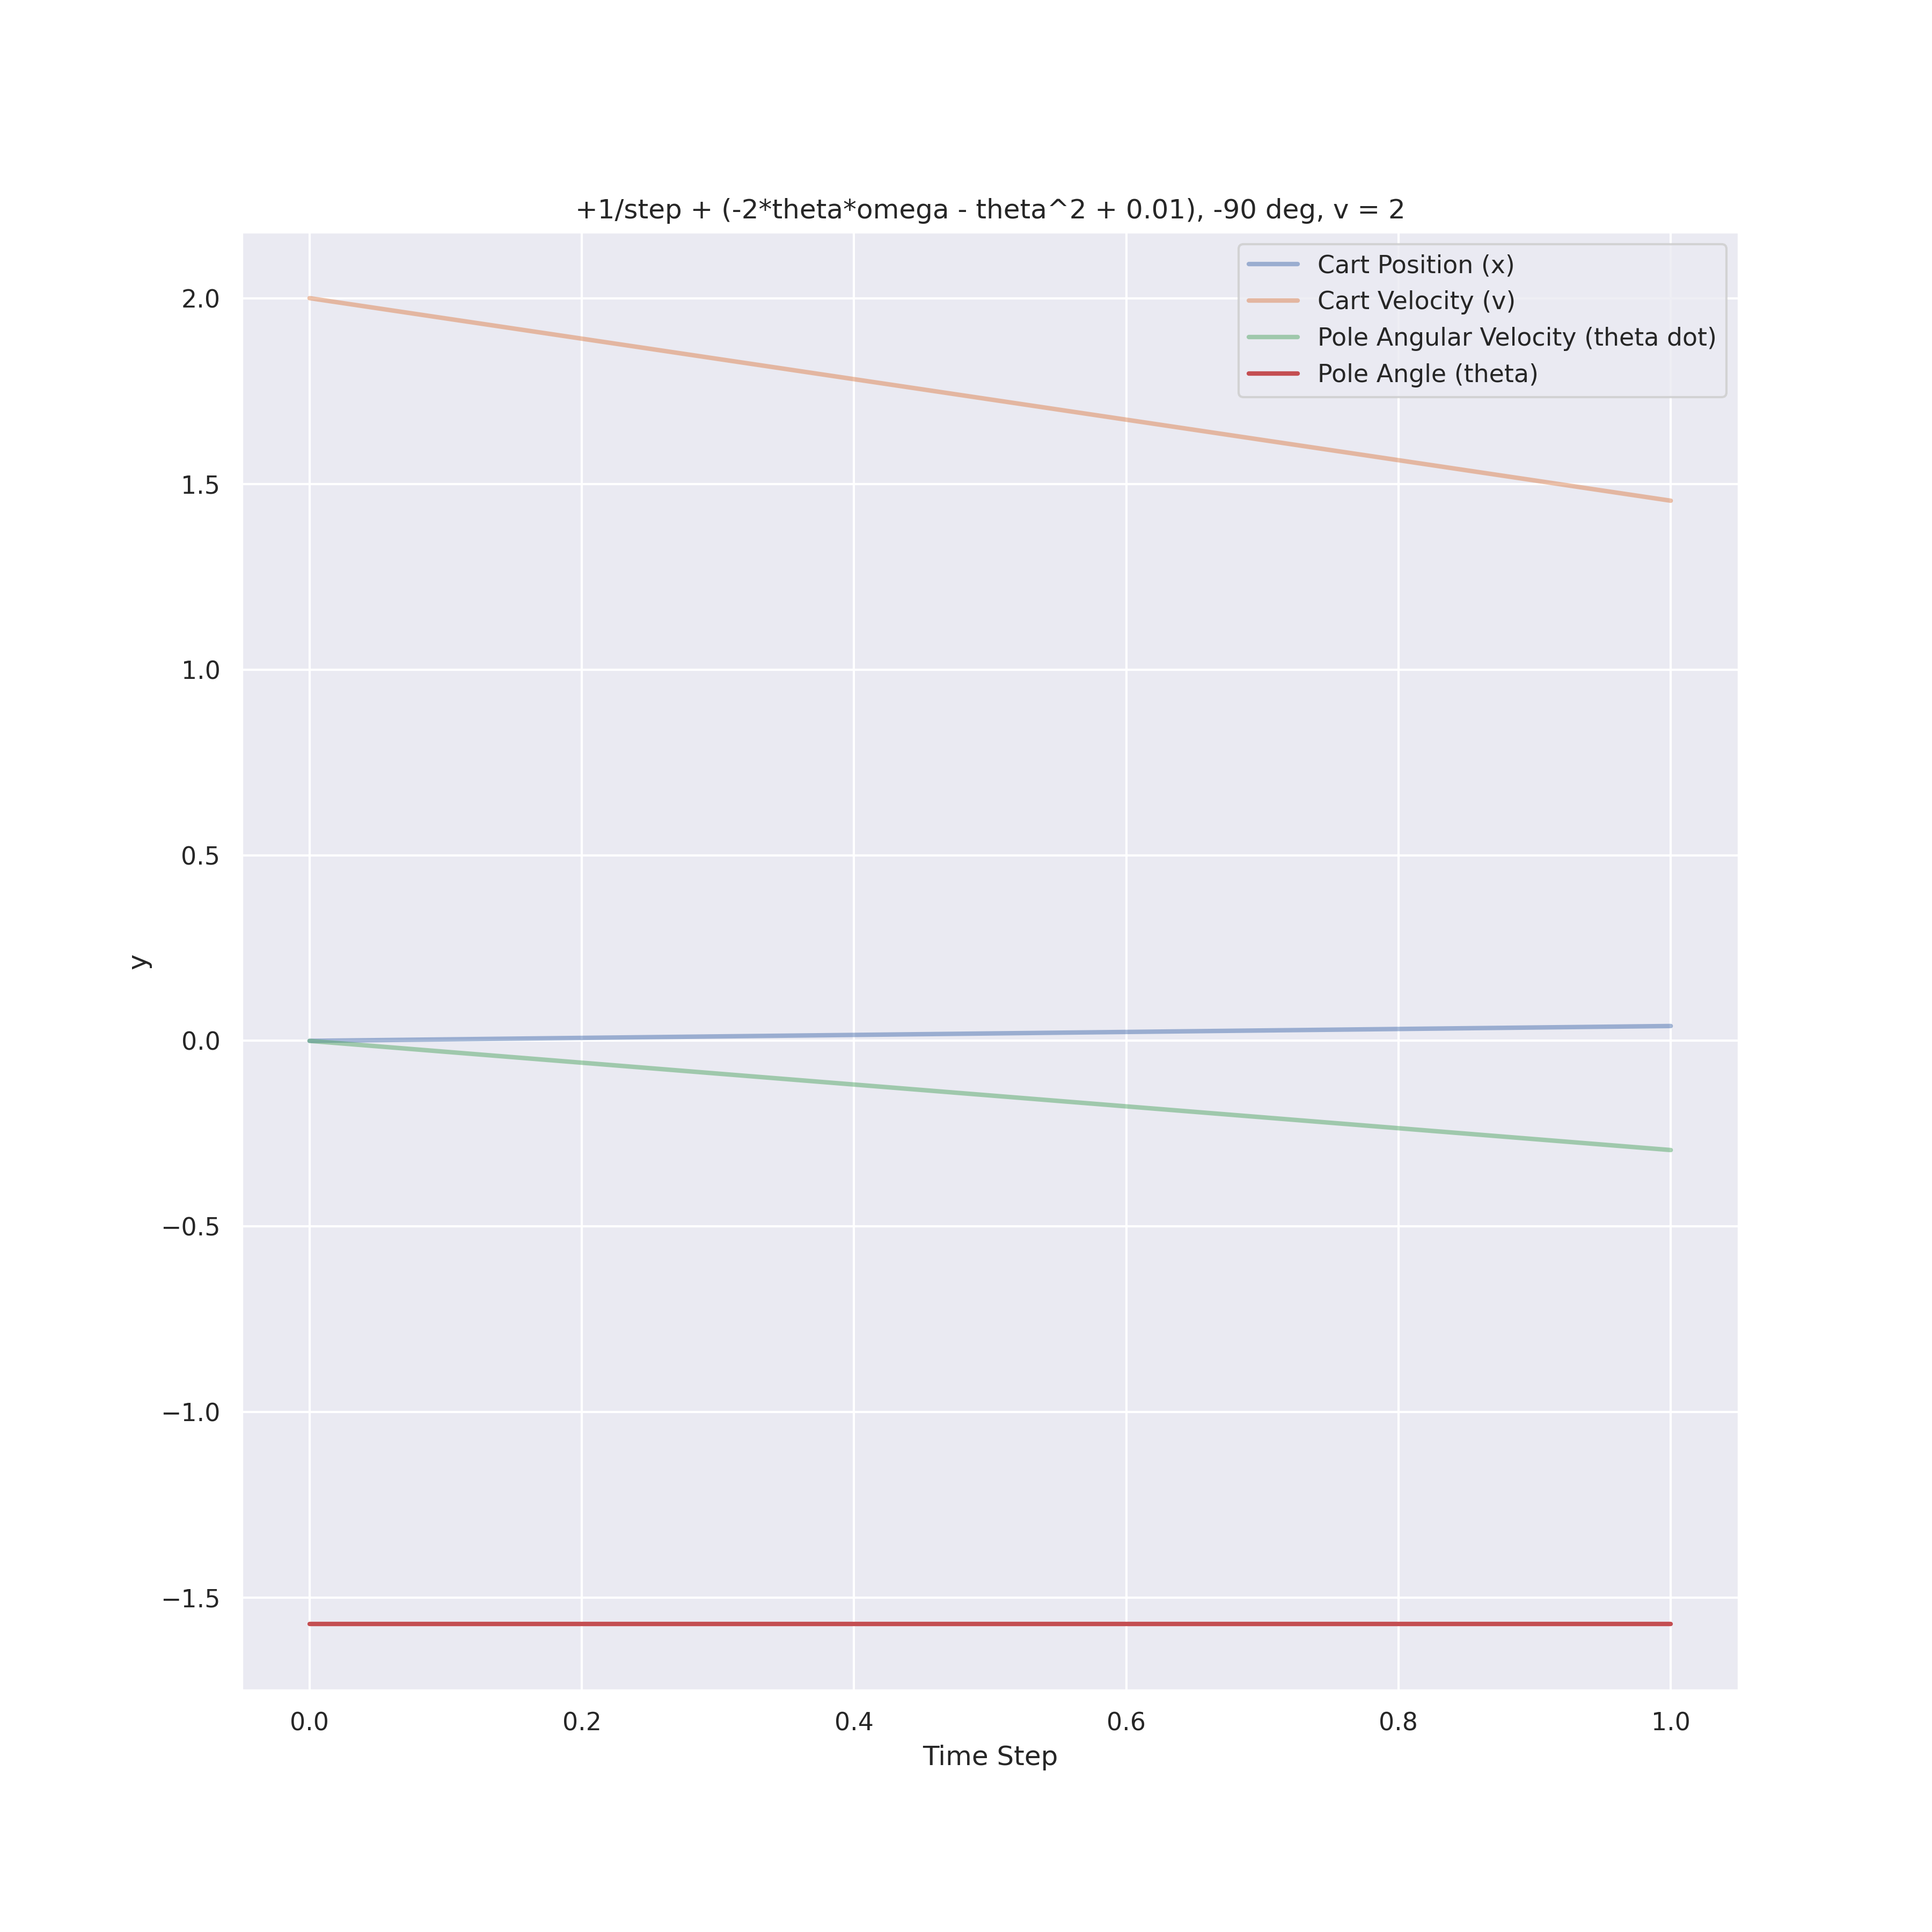 +1/step + (-2*theta*omega - theta^2 + 0.01), -90 deg, v = 2
Cart Position (x)
Cart Velocity (v)
Pole Angular Velocity (theta dot)
Pole Angle (theta)
2.0
1.5
1.0
0.5
0.0
−0.5
−1.0
−1.5
y
0.0 0.2 0.4 0.6 0.8 1.0
Time Step